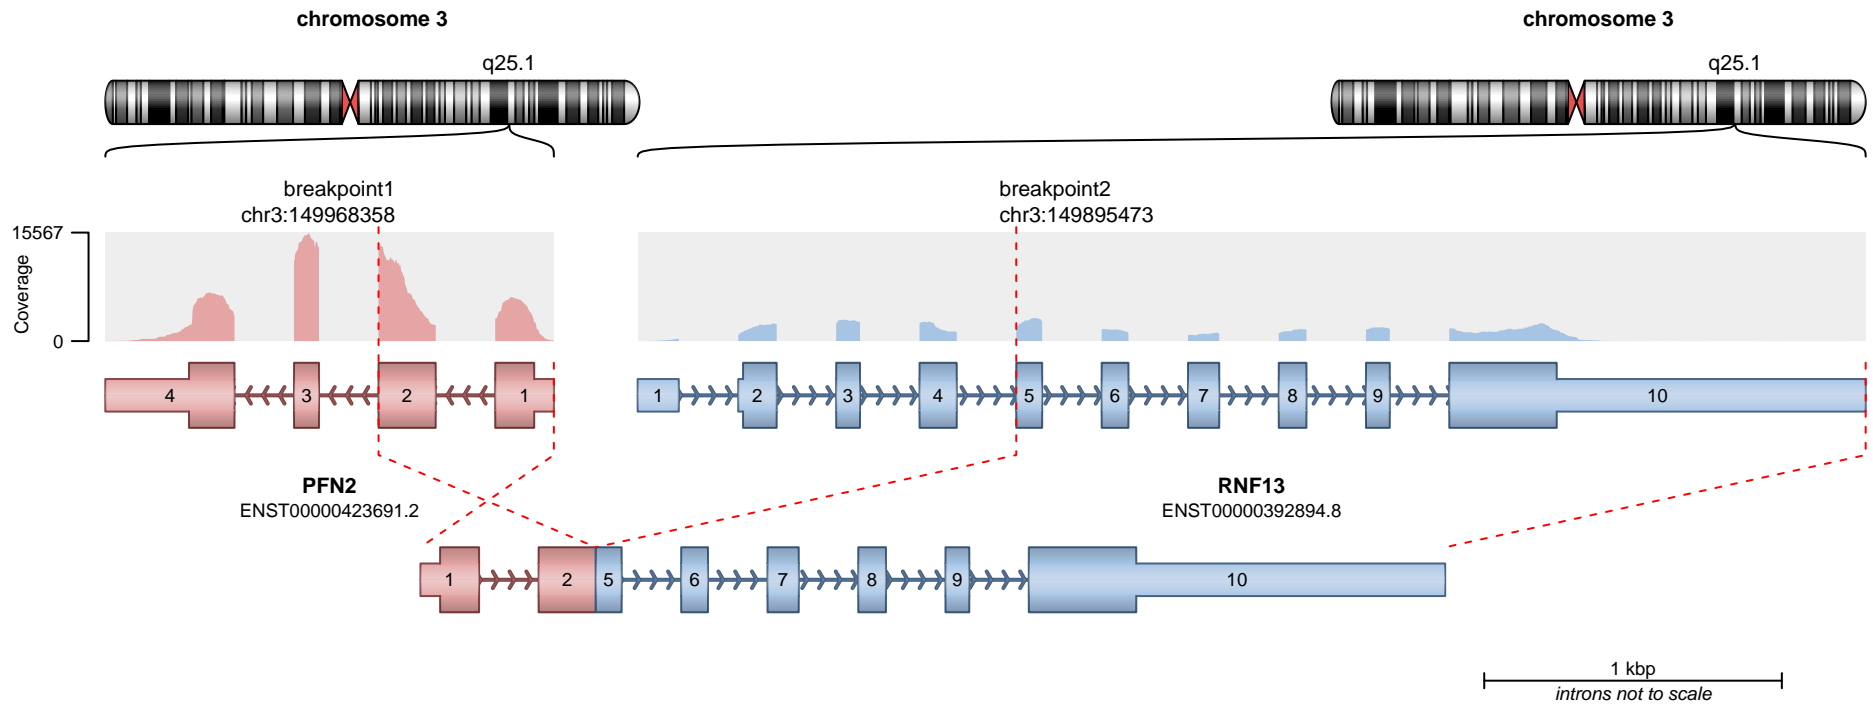 chromosome 3
chromosome 3
q25.1
q25.1
breakpoint1
chr3:149968358
breakpoint2
chr3:149895473
15567
Coverage
0
4 3 2 1
1 2 3 4 5 6 7 8 9 10
PFN2
ENST00000423691.2
RNF13
ENST00000392894.8
1 2 5 6 7 8 9 10
1 kbp
introns not to scale